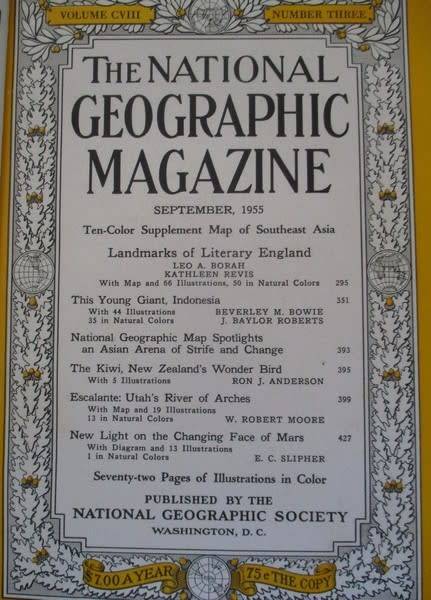 VOLUME CVIII NUMBER THREE
THE NATIONAL
GEOGRAPHIC
MAGAZINE
SEPTEMBER, 1955
Ten-Color Supplement Map of Southeast Asia
Landmarks of Literary England
LEO A. BORAH
KATHLEEN REVIS
With Map and 66 Illustrations, 50 in Natural Colors 295
This Young Giant, Indonesia 351
With 44 Illustrations BEVERLEY M. BOWIE
35 in Natural Colors J. BAYLOR ROBERTS
National Geographic Map Spotlights
an Asian Arena of Strife and Change 393
The Kiwi, New Zealand's Wonder Bird 395
With 5 Illustrations RON J. ANDERSON
Escalante: Utah's River of Arches 399
With Map and 19 Illustrations
13 in Natural Colors W. ROBERT MOORE
New Light on the Changing Face of Mars 427
With Diagram and 13 Illustrations
1 in Natural Colors E. C. SLIPHER
Seventy-two Pages of Illustrations in Color
PUBLISHED BY THE
NATIONAL GEOGRAPHIC SOCIETY
WASHINGTON, D. C.
$7.00 A YEAR 75¢ THE COPY